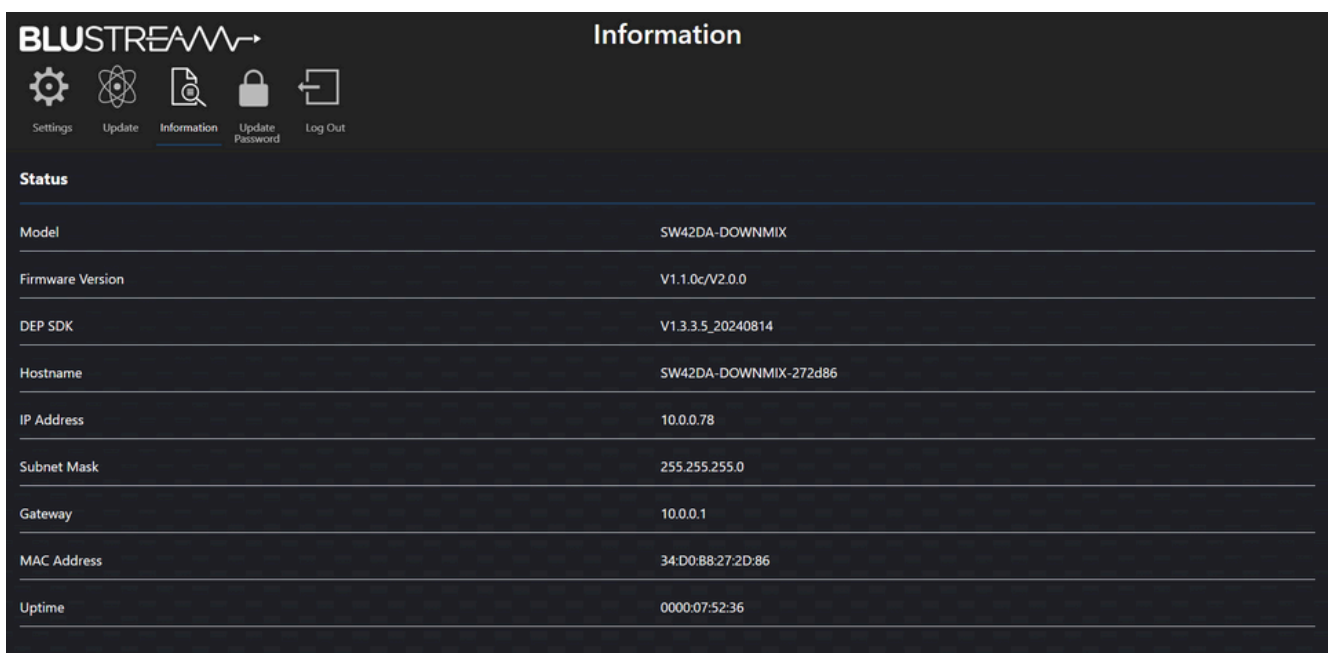 BLUSTREAM
Information
Settings
Update
Information
Update
Password
Log Out
Status
Model SW42DA-DOWNMIX
Firmware Version V1.1.0c/V2.0.0
DEP SDK V1.3.3.5_20240814
Hostname SW42DA-DOWNMIX-272d86
IP Address 10.0.0.78
Subnet Mask 255.255.255.0
Gateway 10.0.0.1
MAC Address 34:D0:B8:27:2D:86
Uptime 0000:07:52:36